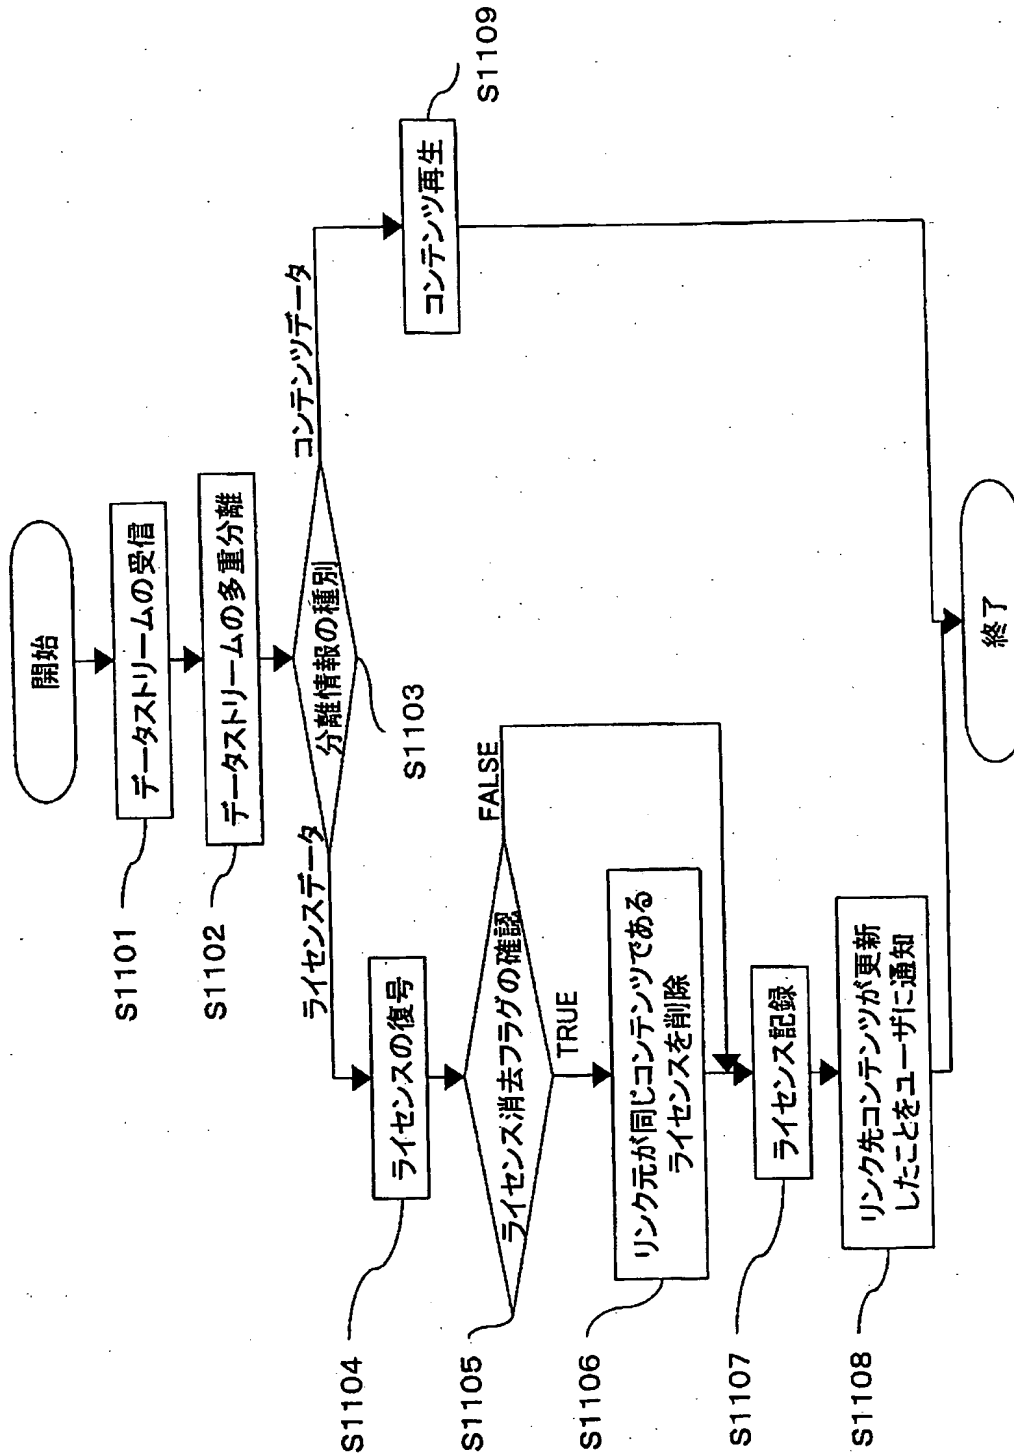 開始
データストリームの受信
S1101
データストリームの多重分離
S1102
分離情報の種別
S1103
ライセンスデータ
コンテンツデータ
ライセンスの復号
S1104
コンテンツ再生
S1109
ライセンス消去フラグの確認
S1105
FALSE
TRUE
リンク元が同じコンテンツである
ライセンスを削除
S1106
ライセンス記録
S1107
リンク先コンテンツが更新
したことをユーザに通知
S1108
終了